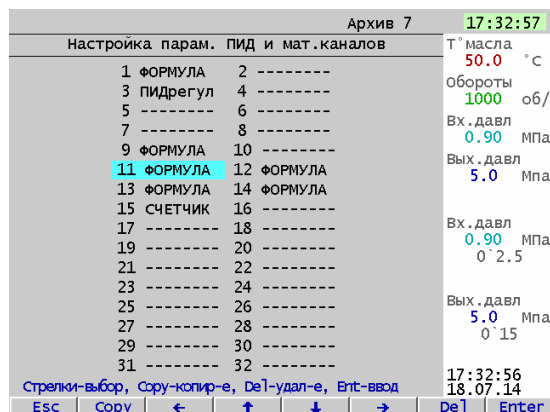 Архив 7 17:32:57
Настройка парам. ПИД и мат.каналов
1 ФОРМУЛА 2 --------
3 ПИДрегул 4 --------
5 -------- 6 --------
7 -------- 8 --------
9 ФОРМУЛА 10 --------
11 ФОРМУЛА 12 ФОРМУЛА
13 ФОРМУЛА 14 ФОРМУЛА
15 СЧЕТЧИК 16 --------
17 -------- 18 --------
19 -------- 20 --------
21 -------- 22 --------
23 -------- 24 --------
25 -------- 26 --------
27 -------- 28 --------
29 -------- 30 --------
31 -------- 32 --------
Стрелки-выбор, Copy-копир-е, Del-удал-е, Ent-ввод
Esc Copy ← ↑ ↓ → Del Enter
T°масла
50.0 °C
Обороты
1000 об/
Вх.давл
0.90 МПа
Вых.давл
5.0 Мпа
Вх.давл
0.90 МПа
0`2.5
Вых.давл
5.0 Мпа
0`15
17:32:56
18.07.14